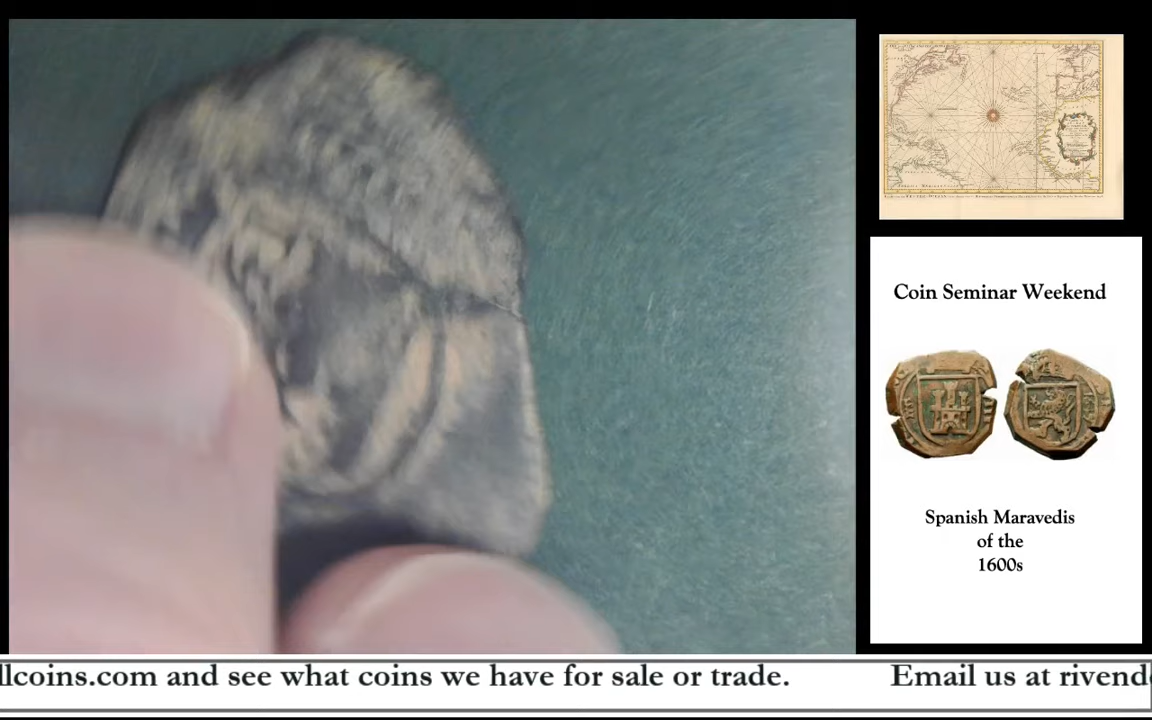 Coin Seminar Weekend
Spanish Maravedis
of the
1600s
llcoins.com and see what coins we have for sale or trade. Email us at rivend